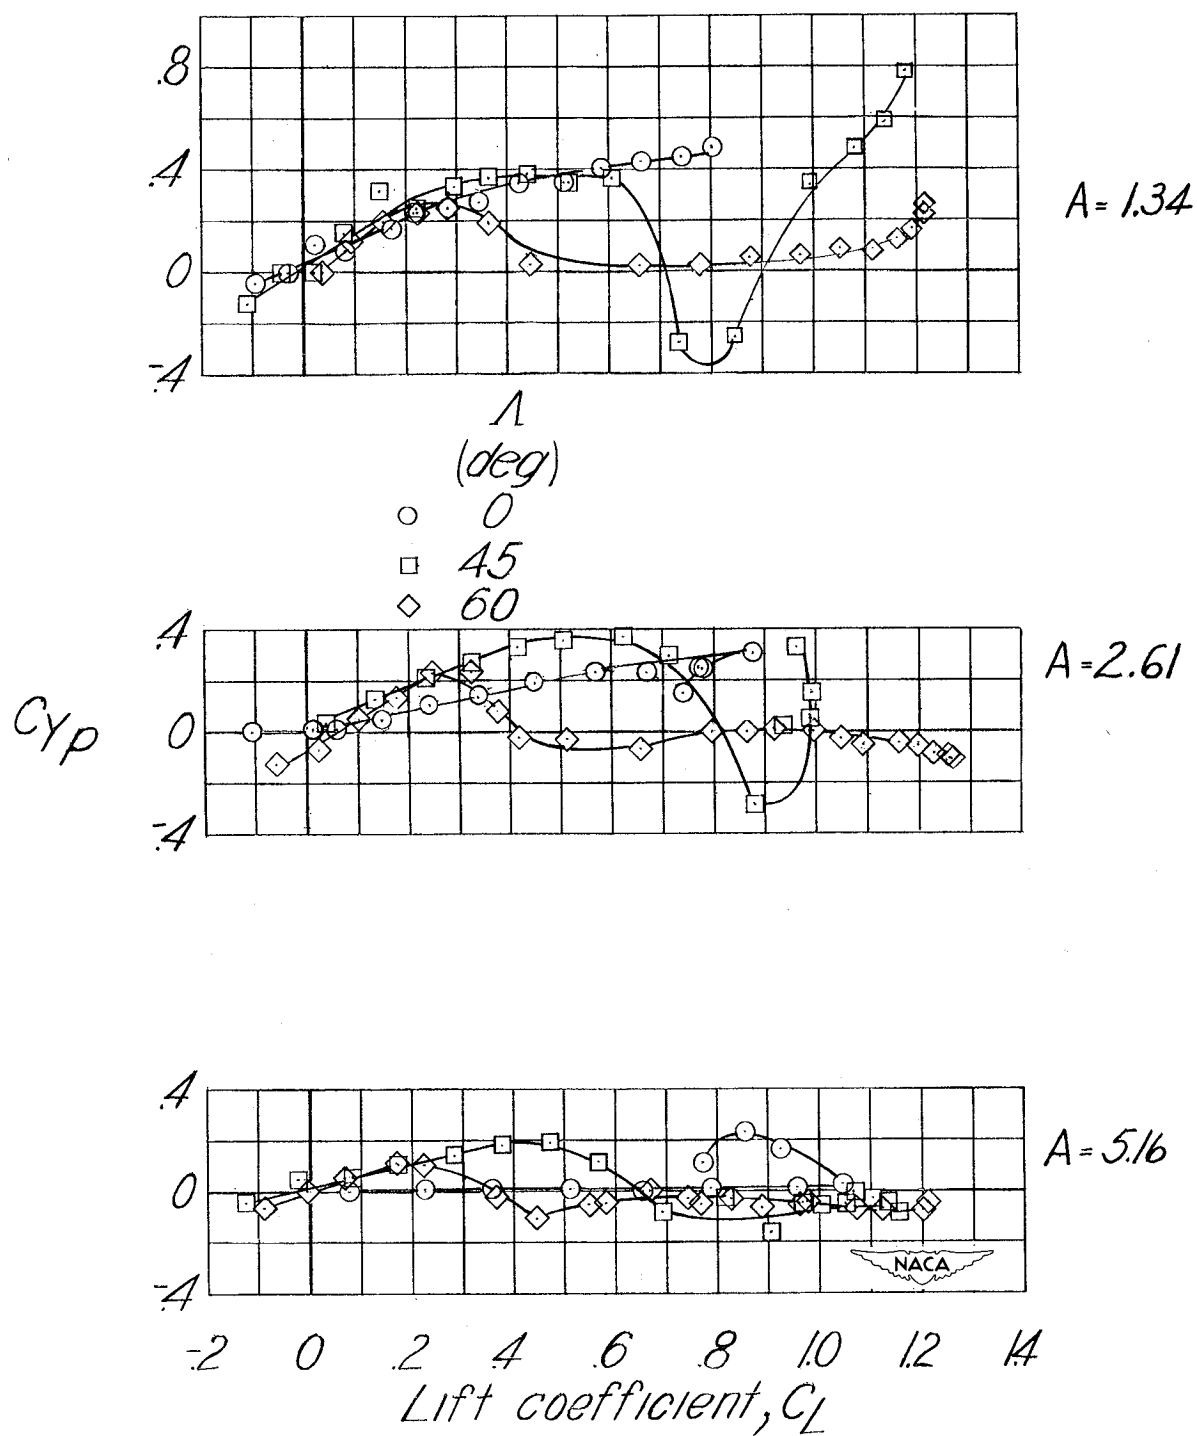 .8
.4
0
-.4
A = 1.34
Λ
(deg)
0
45
60
.4
0
-.4
A = 2.61
CYp
.4
0
-.4
A = 5.16
NACA
-.2 0 .2 .4 .6 .8 1.0 1.2 1.4
Lift coefficient, CL